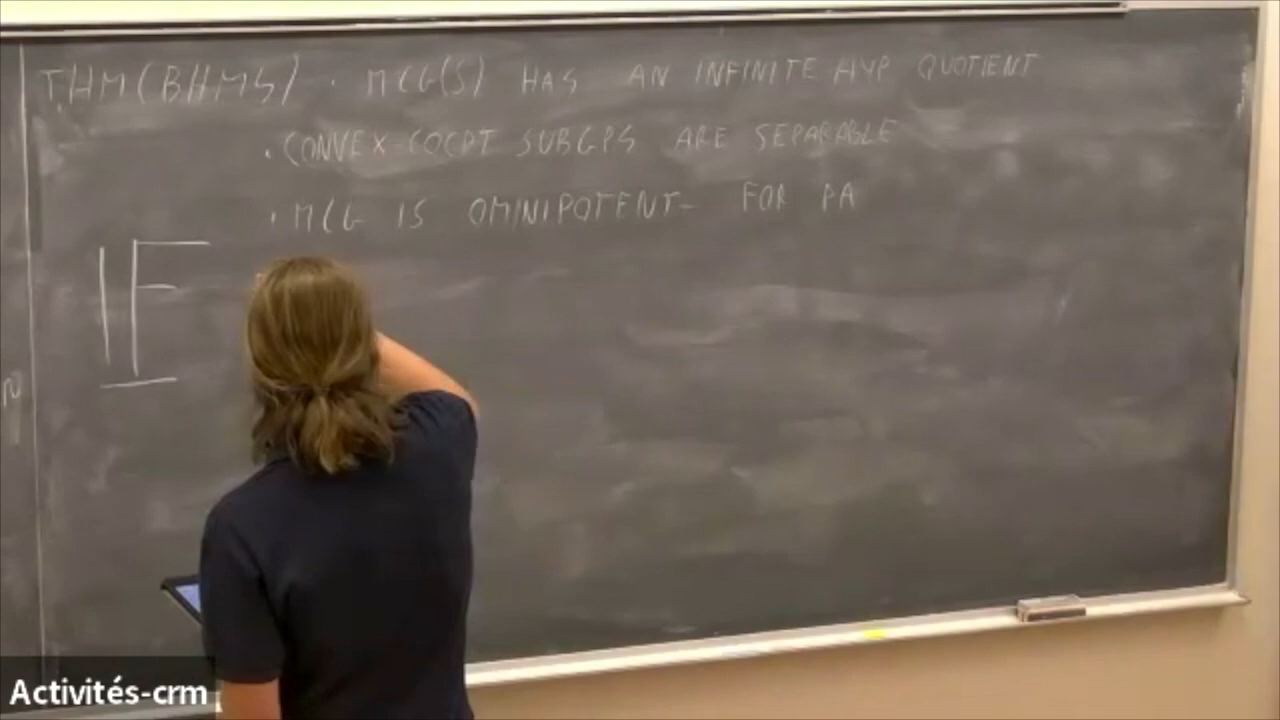 THM (BHMS) · MCG(S) HAS AN INFINITE HYP QUOTIENT
· CONVEX-COCPT SUBGPS ARE SEPARABLE
· MCG IS OMNIPOTENT FOR PA
IF
Activités-crm